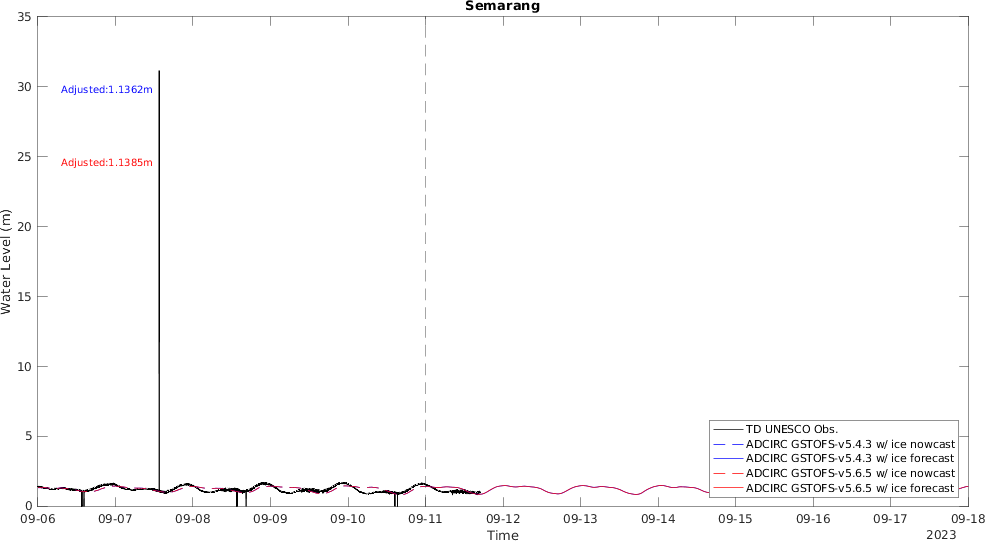 Semarang
35
30
25
20
15
10
5
0
Water Level (m)
Adjusted:1.1362m
Adjusted:1.1385m
TD UNESCO Obs.
ADCIRC GSTOFS-v5.4.3 w/ ice nowcast
ADCIRC GSTOFS-v5.4.3 w/ ice forecast
ADCIRC GSTOFS-v5.6.5 w/ ice nowcast
ADCIRC GSTOFS-v5.6.5 w/ ice forecast
09-06 09-07 09-08 09-09 09-10 09-11 09-12 09-13 09-14 09-15 09-16 09-17 09-18
Time
2023